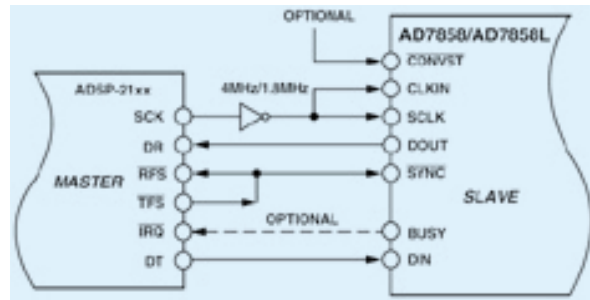 OPTIONAL
AD7858/AD7858L
ADSP-21xx
4MHz/1.8MHz
CONVST
CLKIN
SCK
SCLK
DR
DOUT
RFS
SYNC
MASTER
SLAVE
TFS
OPTIONAL
IRQ
BUSY
DT
DIN